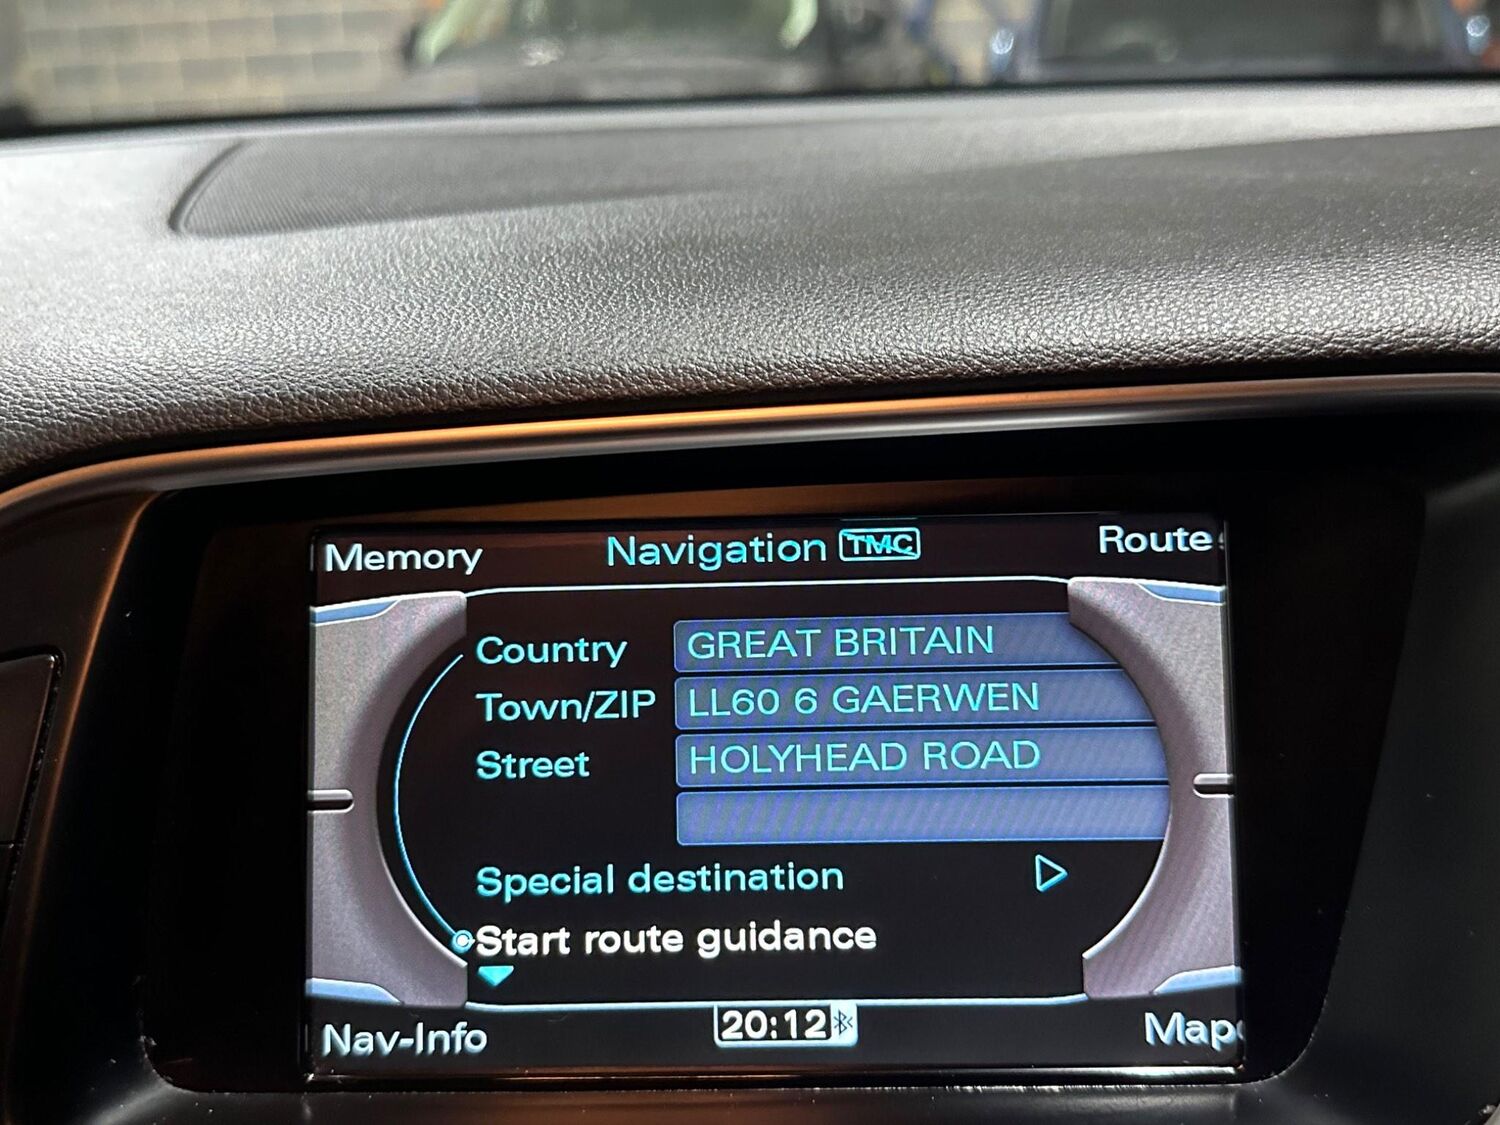 Memory
Navigation TMC
Route
Country GREAT BRITAIN
Town/ZIP LL60 6 GAERWEN
Street HOLYHEAD ROAD
Special destination
Start route guidance
Nav-Info
20:12
Map